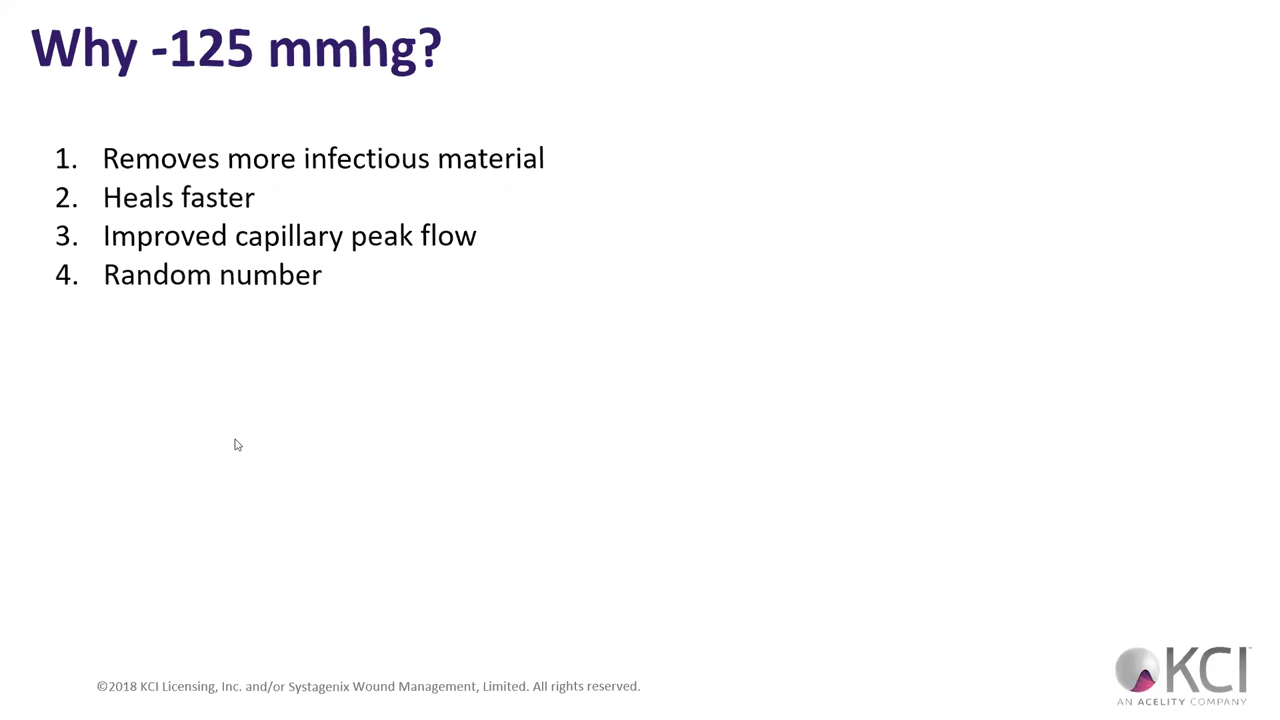 Why -125 mmhg?
1. Removes more infectious material
2. Heals faster
3. Improved capillary peak flow
4. Random number
©2018 KCI Licensing, Inc. and/or Systagenix Wound Management, Limited. All rights reserved.
KCI™
AN ACELITY COMPANY